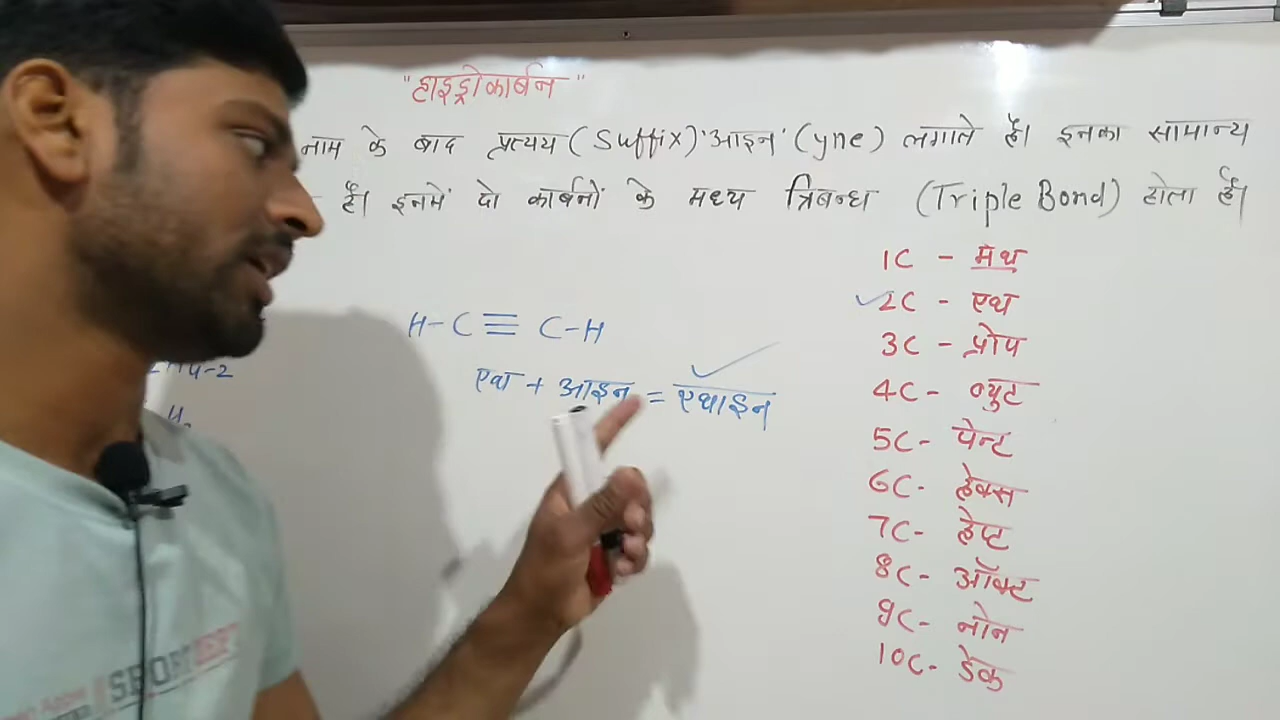 "हाइड्रोकार्बन"
नाम के बाद प्रत्यय (Suffix) 'आइन' (yne) लगाते हैं। इनका सामान्य
है। इनमें दो कार्बनों के मध्य त्रिबन्ध (Triple Bond) होता है।
H-C≡C-H
एथ + आइन = एथाइन
1C - मेथ
2C - एथ
3C - प्रोप
4C - ब्युट
5C - पेन्ट
6C - हेक्स
7C - हेप्ट
8C - ऑक्ट
9C - नोन
10C - डेक
SPORT